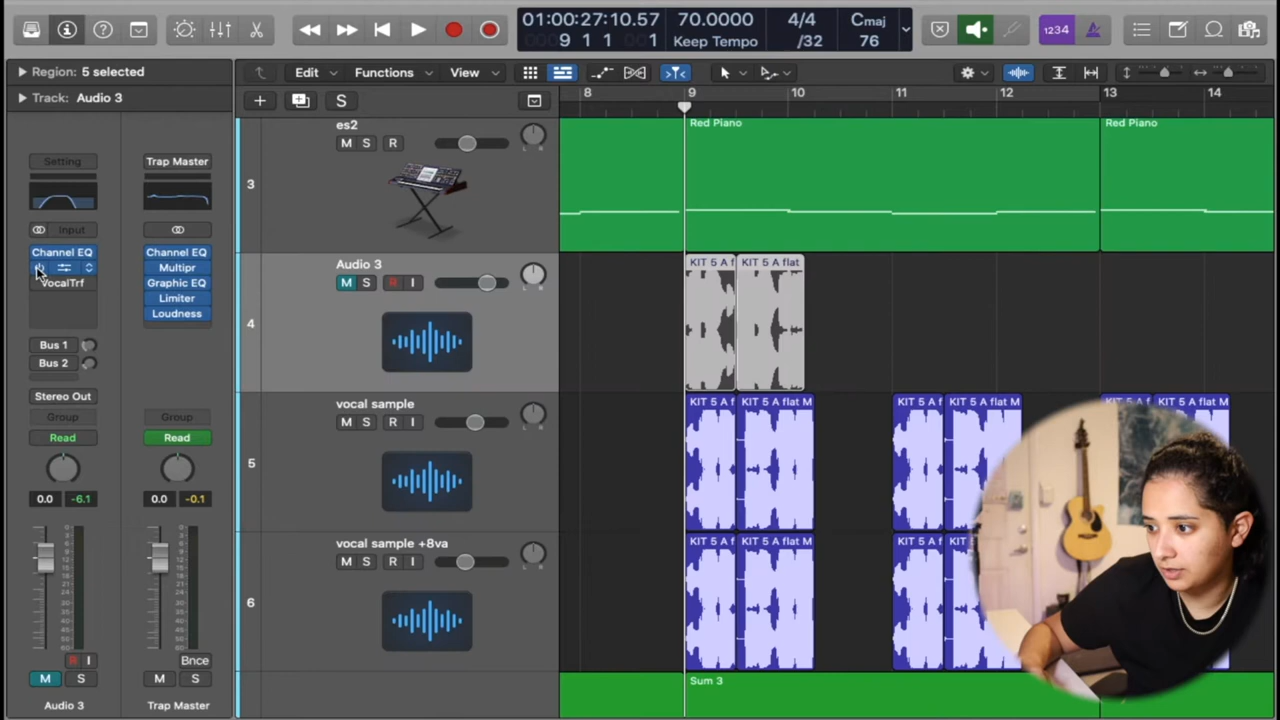 01:00:27:10.57
9 1 1 1
70.0000
Keep Tempo
4/4
/32
Cmaj
76
1234
Region: 5 selected
Edit
Functions
View
Track: Audio 3
S
8
9
10
11
12
13
14
Setting
Trap Master
Input
Channel EQ
VocalTrf
Channel EQ
Multipr
Graphic EQ
Limiter
Loudness
Bus 1
Bus 2
Stereo Out
Group
Group
Read
Read
0.0
-6.1
0.0
-0.1
R I
Bnce
M S
M S
Audio 3
Trap Master
3
es2
M S R
Red Piano
Red Piano
4
Audio 3
M S R I
KIT 5 A f
KIT 5 A flat
5
vocal sample
M S R I
KIT 5 A f
KIT 5 A flat M
KIT 5 A f
KIT 5 A flat M
KIT 5 A f
KIT 5 A flat M
6
vocal sample +8va
M S R I
KIT 5 A f
KIT 5 A flat M
KIT 5 A f
Sum 3